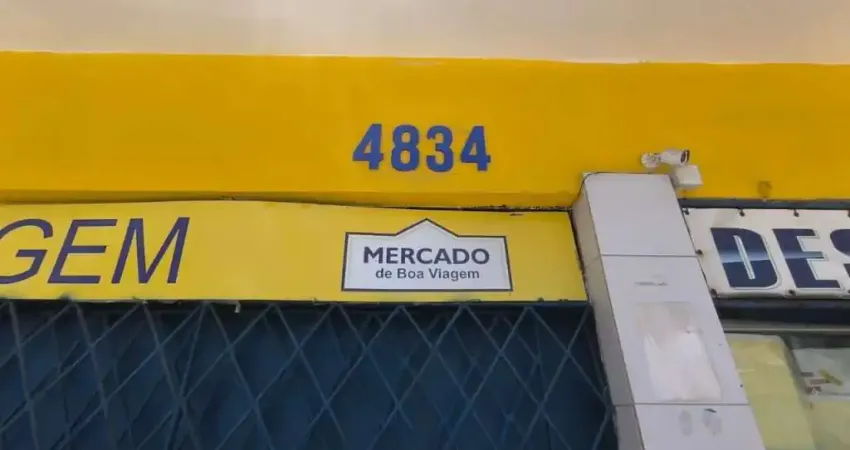 4834
GEM
MERCADO
de Boa Viagem
DES